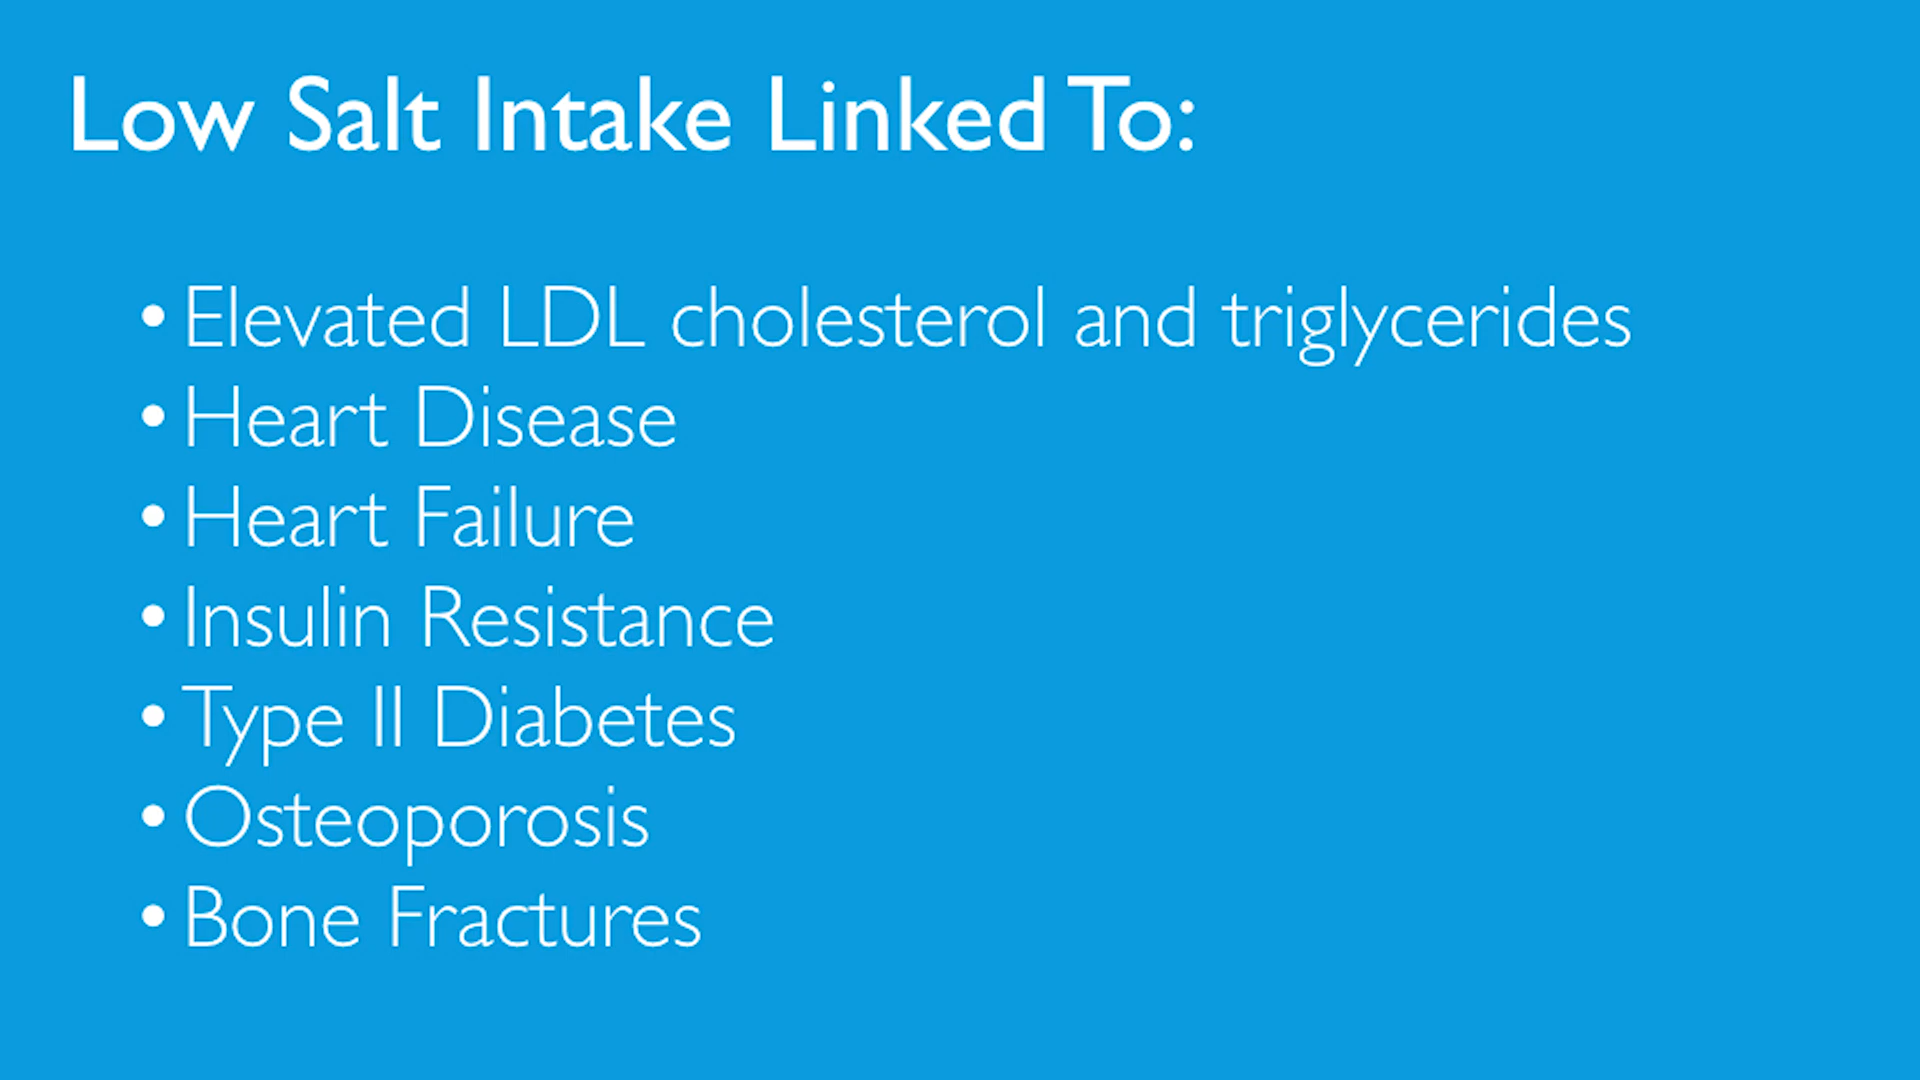 Low Salt Intake Linked To:
• Elevated LDL cholesterol and triglycerides
• Heart Disease
• Heart Failure
• Insulin Resistance
• Type II Diabetes
• Osteoporosis
• Bone Fractures